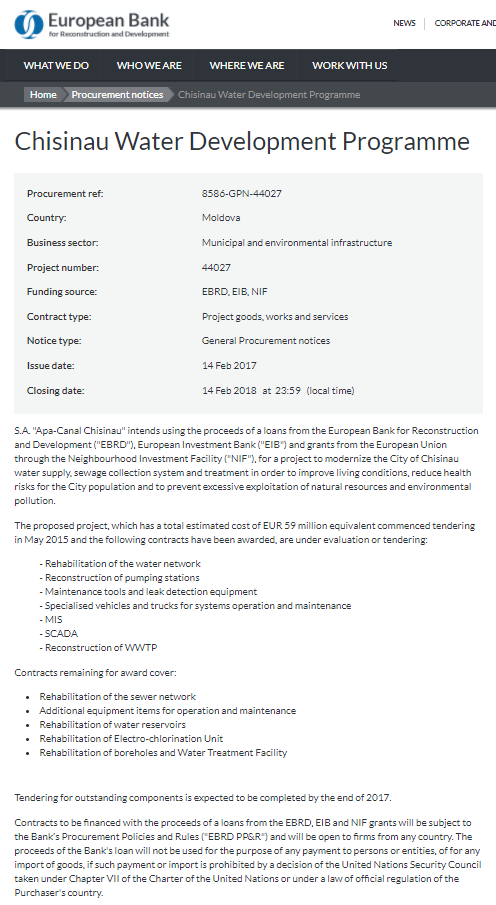 European Bank
for Reconstruction and Development
NEWS
CORPORATE AND
WHAT WE DO
WHO WE ARE
WHERE WE ARE
WORK WITH US
Home
Procurement notices
Chisinau Water Development Programme
Chisinau Water Development Programme
Procurement ref: 8586-GPN-44027
Country: Moldova
Business sector: Municipal and environmental infrastructure
Project number: 44027
Funding source: EBRD, EIB, NIF
Contract type: Project goods, works and services
Notice type: General Procurement notices
Issue date: 14 Feb 2017
Closing date: 14 Feb 2018 at 23:59 (local time)
S.A. "Apa-Canal Chisinau" intends using the proceeds of a loans from the European Bank for Reconstruction
and Development ("EBRD"), European Investment Bank ("EIB") and grants from the European Union
through the Neighbourhood Investment Facility ("NIF"), for a project to modernize the City of Chisinau
water supply, sewage collection system and treatment in order to improve living conditions, reduce health
risks for the City population and to prevent excessive exploitation of natural resources and environmental
pollution.
The proposed project, which has a total estimated cost of EUR 59 million equivalent commenced tendering
in May 2015 and the following contracts have been awarded, are under evaluation or tendering:
- Rehabilitation of the water network
- Reconstruction of pumping stations
- Maintenance tools and leak detection equipment
- Specialised vehicles and trucks for systems operation and maintenance
- MIS
- SCADA
- Reconstruction of WWTP
Contracts remaining for award cover:
• Rehabilitation of the sewer network
• Additional equipment items for operation and maintenance
• Rehabilitation of water reservoirs
• Rehabilitation of Electro-chlorination Unit
• Rehabilitation of boreholes and Water Treatment Facility
Tendering for outstanding components is expected to be completed by the end of 2017.
Contracts to be financed with the proceeds of a loans from the EBRD, EIB and NIF grants will be subject to
the Bank's Procurement Policies and Rules ("EBRD PP&R") and will be open to firms from any country. The
proceeds of the Bank's loan will not be used for the purpose of any payment to persons or entities, or for any
import of goods, if such payment or import is prohibited by a decision of the United Nations Security Council
taken under Chapter VII of the Charter of the United Nations or under a law of official regulation of the
Purchaser's country.